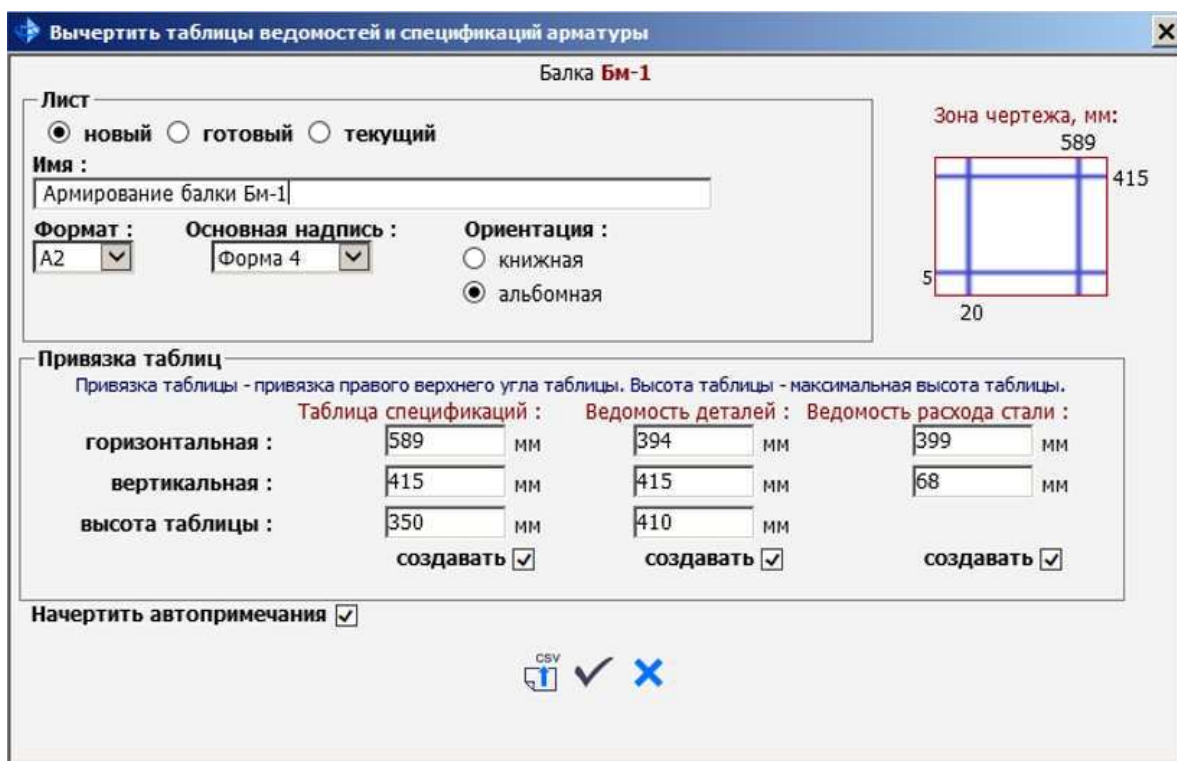 Вычертить таблицы ведомостей и спецификаций арматуры
Балка Бм-1
Лист
новый готовый текущий
Имя :
Армирование балки Бм-1
Формат : Основная надпись : Ориентация :
А2 Форма 4 книжная
альбомная
Зона чертежа, мм:
589
415
5
20
Привязка таблиц
Привязка таблицы - привязка правого верхнего угла таблицы. Высота таблицы - максимальная высота таблицы.
Таблица спецификаций : Ведомость деталей : Ведомость расхода стали :
горизонтальная : 589 мм 394 мм 399 мм
вертикальная : 415 мм 415 мм 68 мм
высота таблицы : 350 мм 410 мм
создавать создавать создавать
Начертить автопримечания
CSV